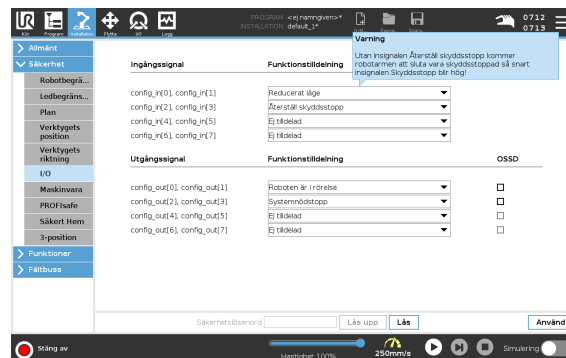 PROGRAM <ej namngiven>*
INSTALLATION default_1*
0712
0713
Kör Program Installation Flytta I/O Logg
Varning
Utan insignalen Återställ skyddsstopp kommer
robotarmen att sluta vara skyddsstoppad så snart
insignalen Skyddsstopp blir hög!
Allmänt
Säkerhet
Robotbegrä...
Ledbegräns...
Plan
Verktygets
position
Verktygets
riktning
I/O
Maskinvara
PROFIsafe
Säkert Hem
3-position
Funktioner
Fältbuss
Ingångssignal Funktionstilldelning
config_in[0], config_in[1] Reducerat läge
config_in[2], config_in[3] Återställ skyddsstopp
config_in[4], config_in[5] Ej tilldelad
config_in[6], config_in[7] Ej tilldelad
Utgångssignal Funktionstilldelning OSSD
config_out[0], config_out[1] Roboten är i rörelse
config_out[2], config_out[3] Systemnödstopp
config_out[4], config_out[5] Ej tilldelad
config_out[6], config_out[7] Ej tilldelad
Säkerhetslösenord Lås upp Lås Använd
Stäng av Hastighet 100% 250mm/s Simulering